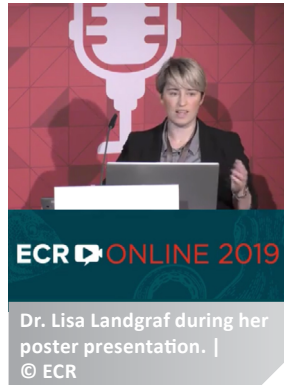 ECR ONLINE 2019
Dr. Lisa Landgraf during her
poster presentation. |
© ECR